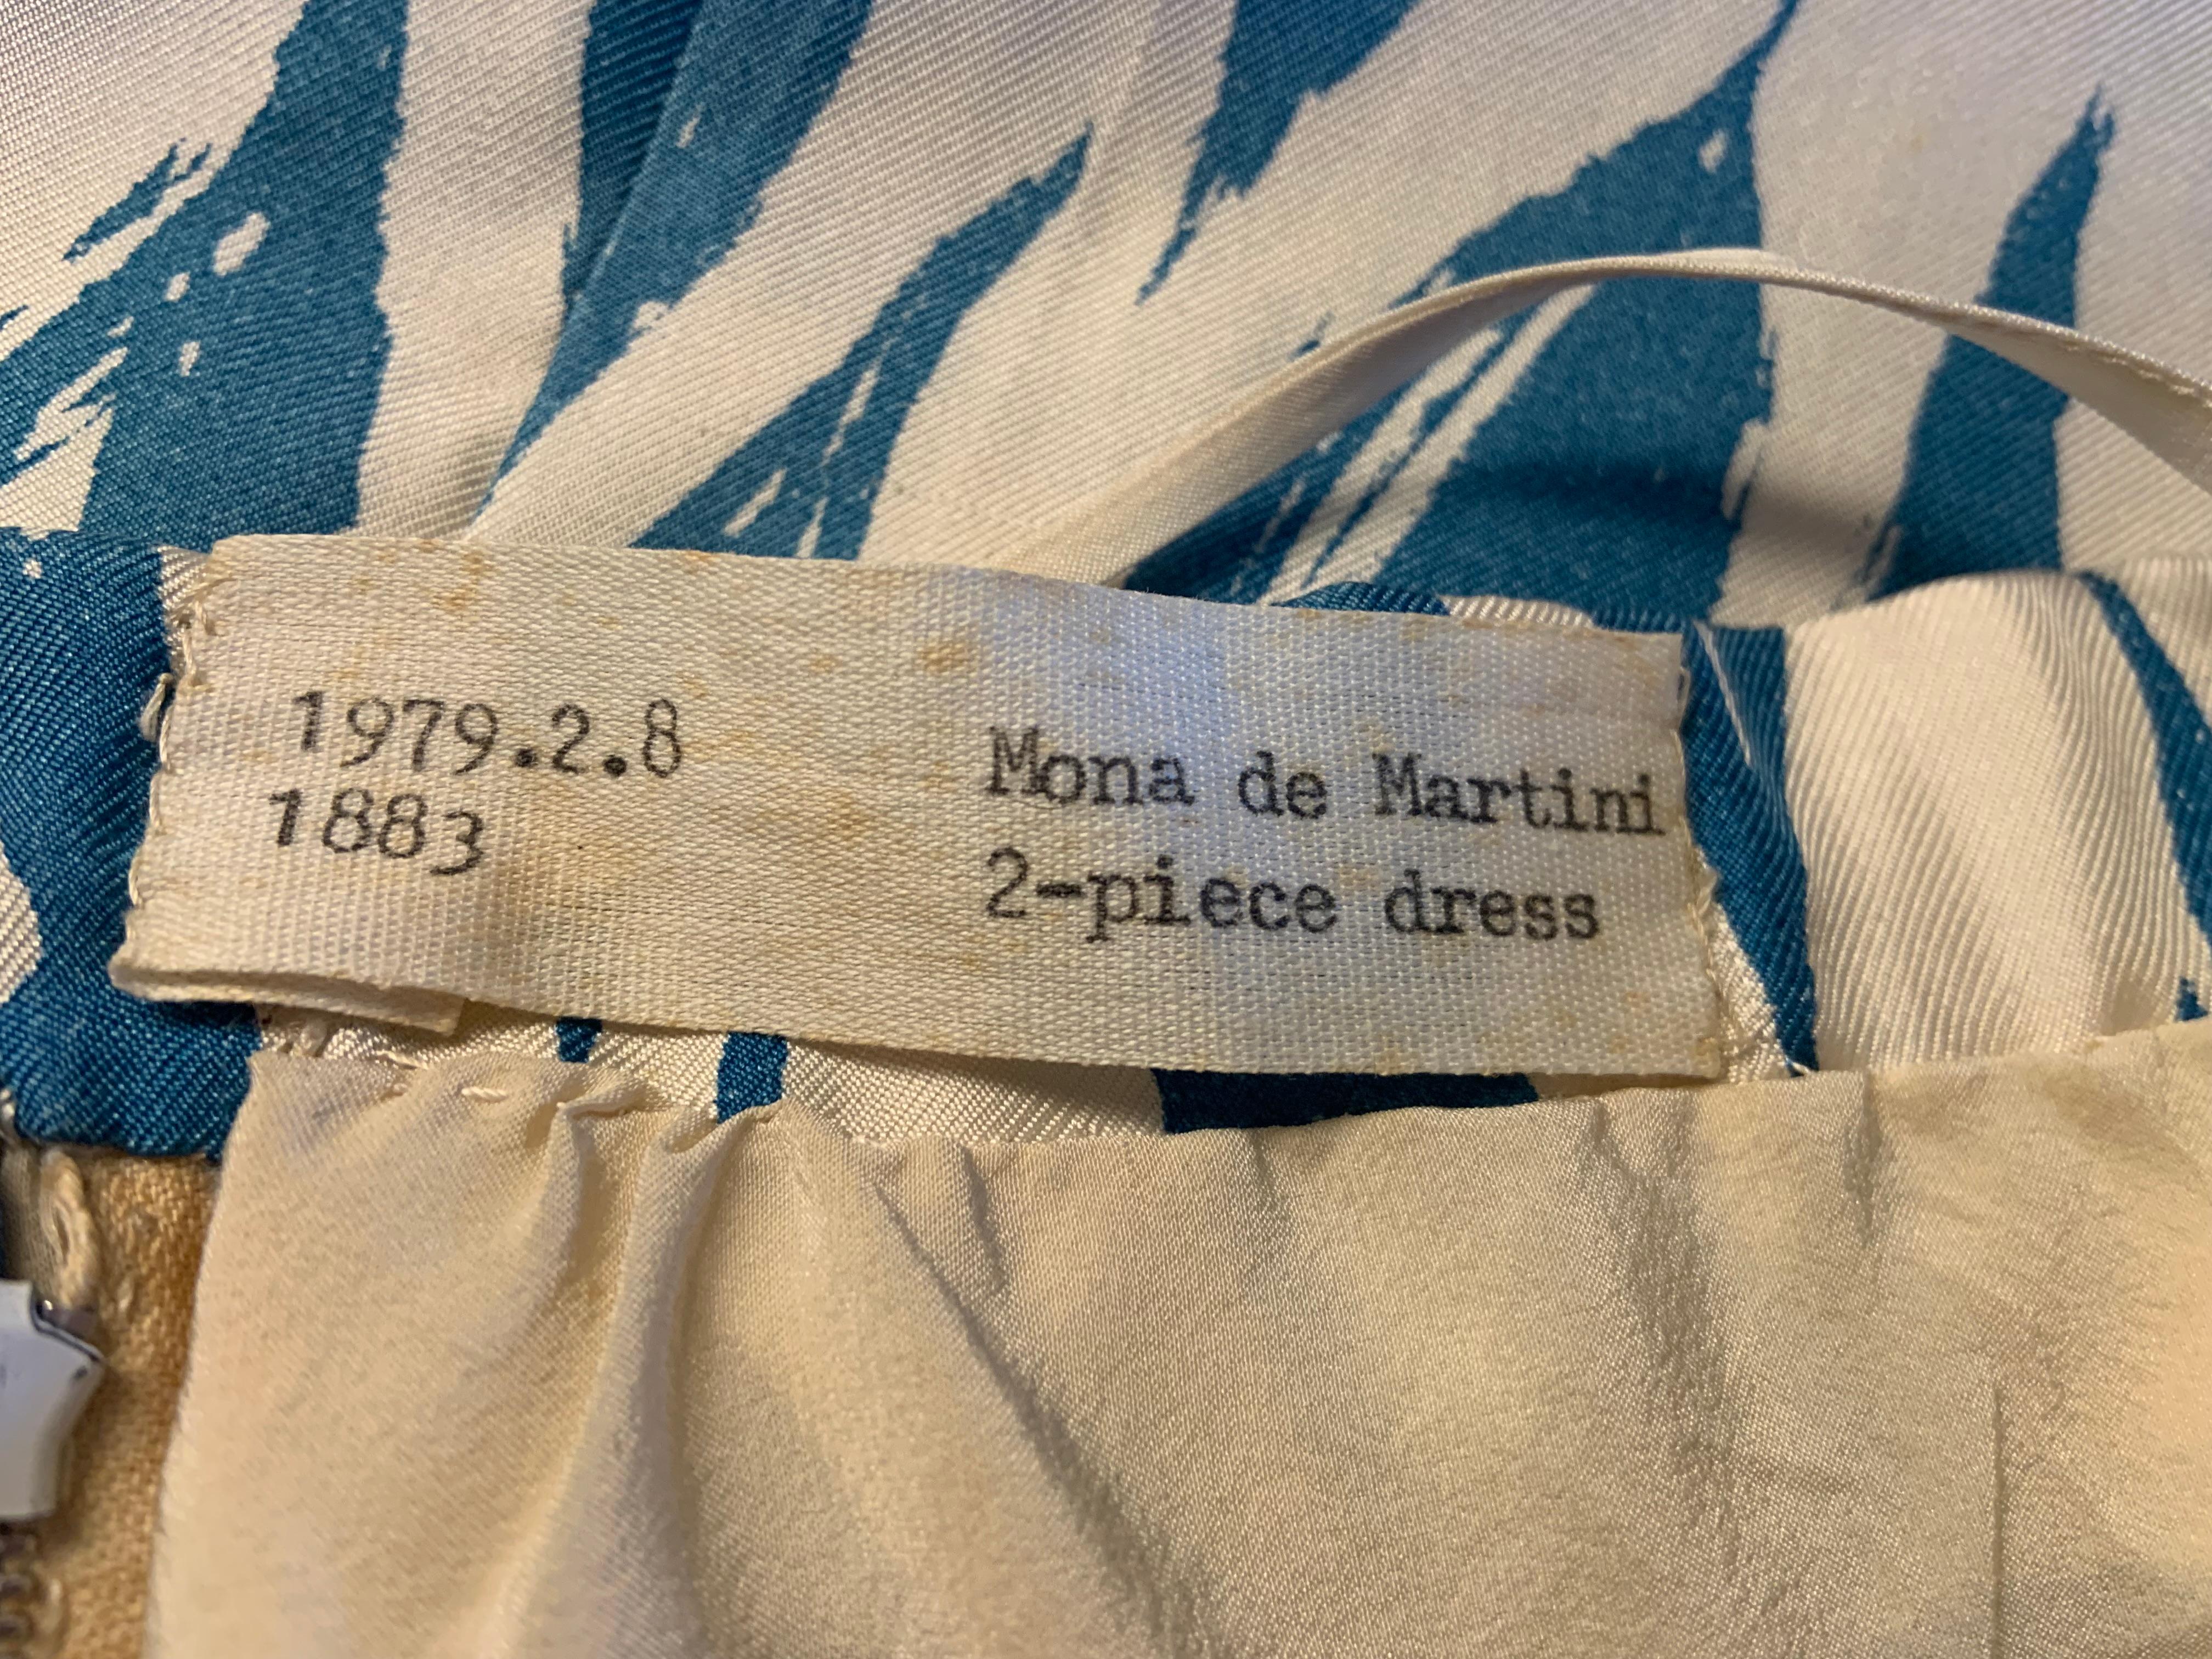 1979.2.8
1883
Mona de Martini
2-piece dress